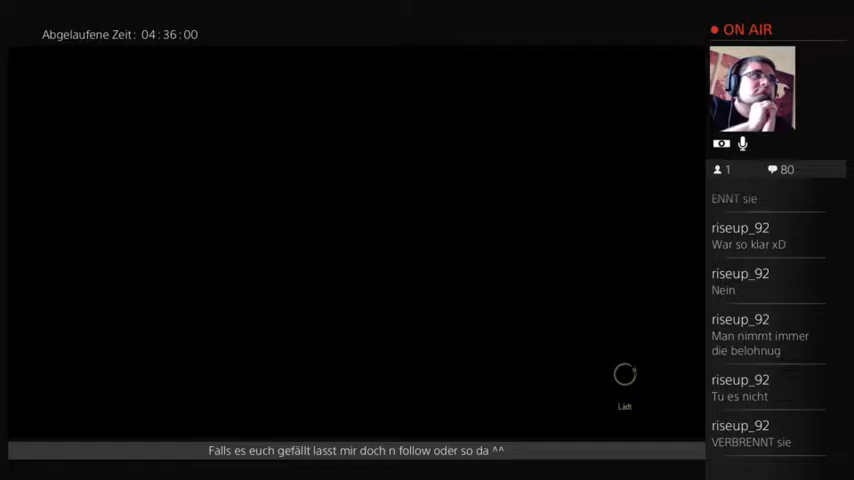 Abgelaufene Zeit: 04:36:00
ON AIR
1
80
ENNT sie
riseup_92
War so klar xD
riseup_92
Nein
riseup_92
Man nimmt immer
die belohnug
riseup_92
Tu es nicht
riseup_92
VERBRENNT sie
Lädt
Falls es euch gefällt lasst mir doch n follow oder so da ^^